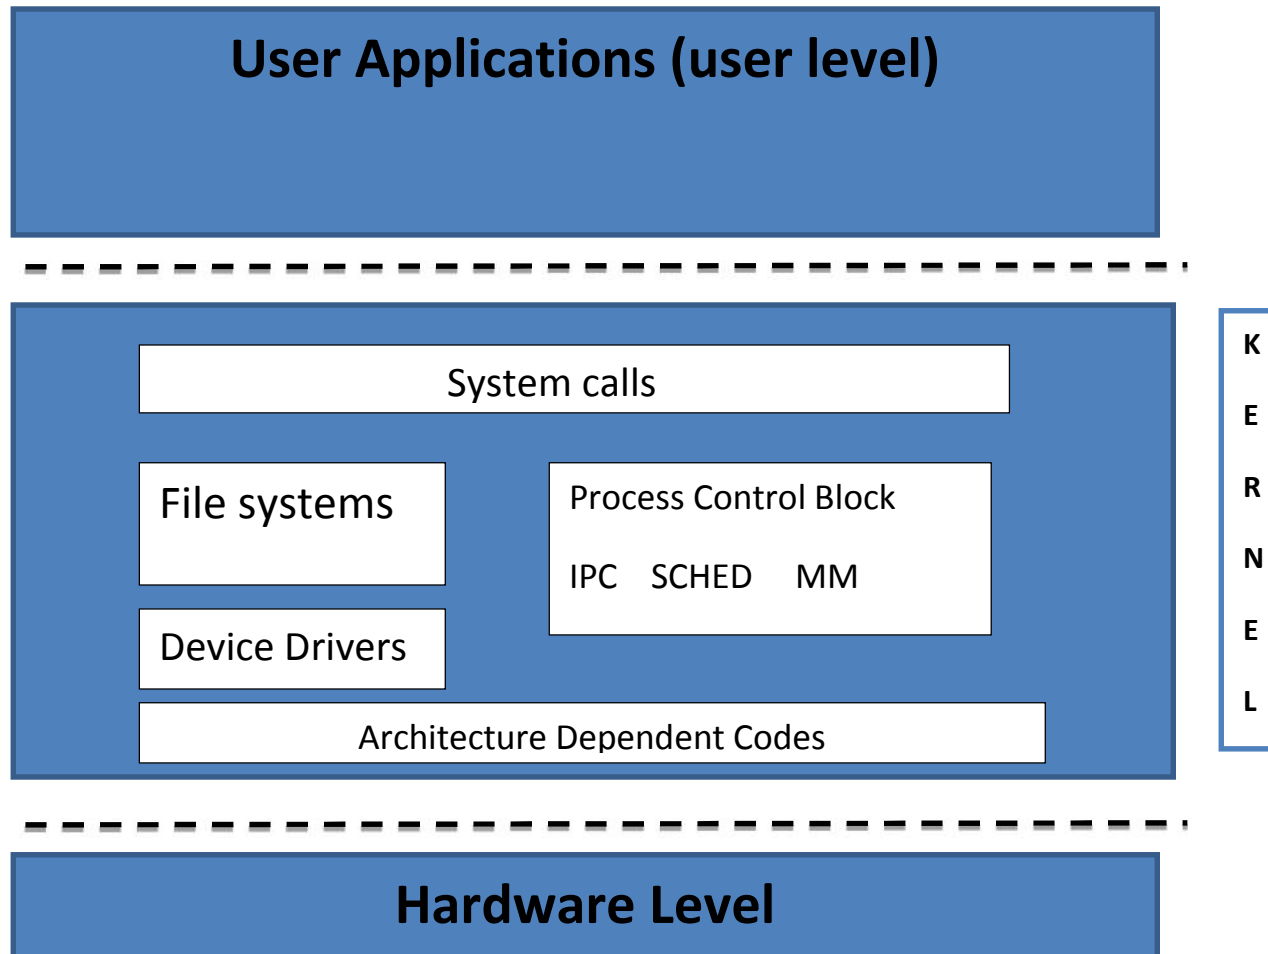 User Applications (user level)
System calls
File systems
Process Control Block
IPC SCHED MM
Device Drivers
Architecture Dependent Codes
K
E
R
N
E
L
Hardware Level